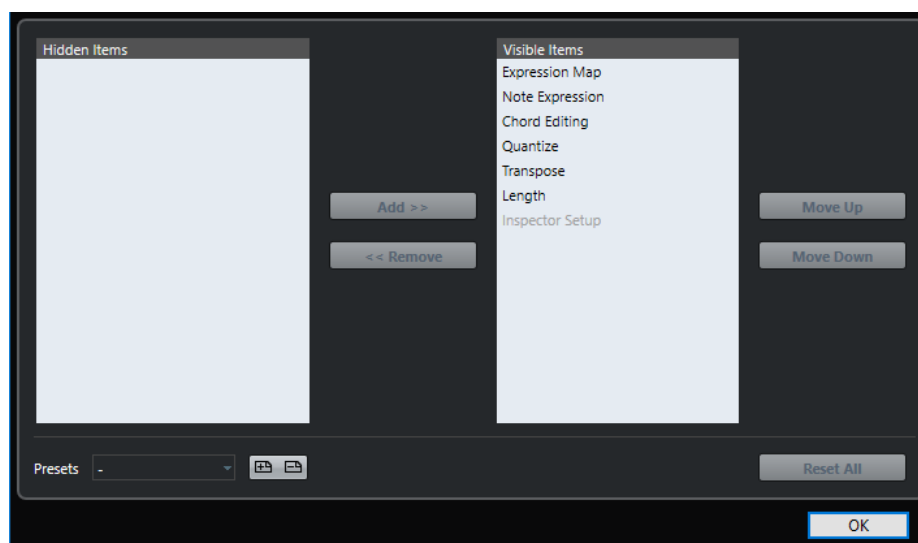 Hidden Items
Visible Items
Expression Map
Note Expression
Chord Editing
Quantize
Transpose
Length
Inspector Setup
Add >>
<< Remove
Move Up
Move Down
Presets
-
Reset All
OK